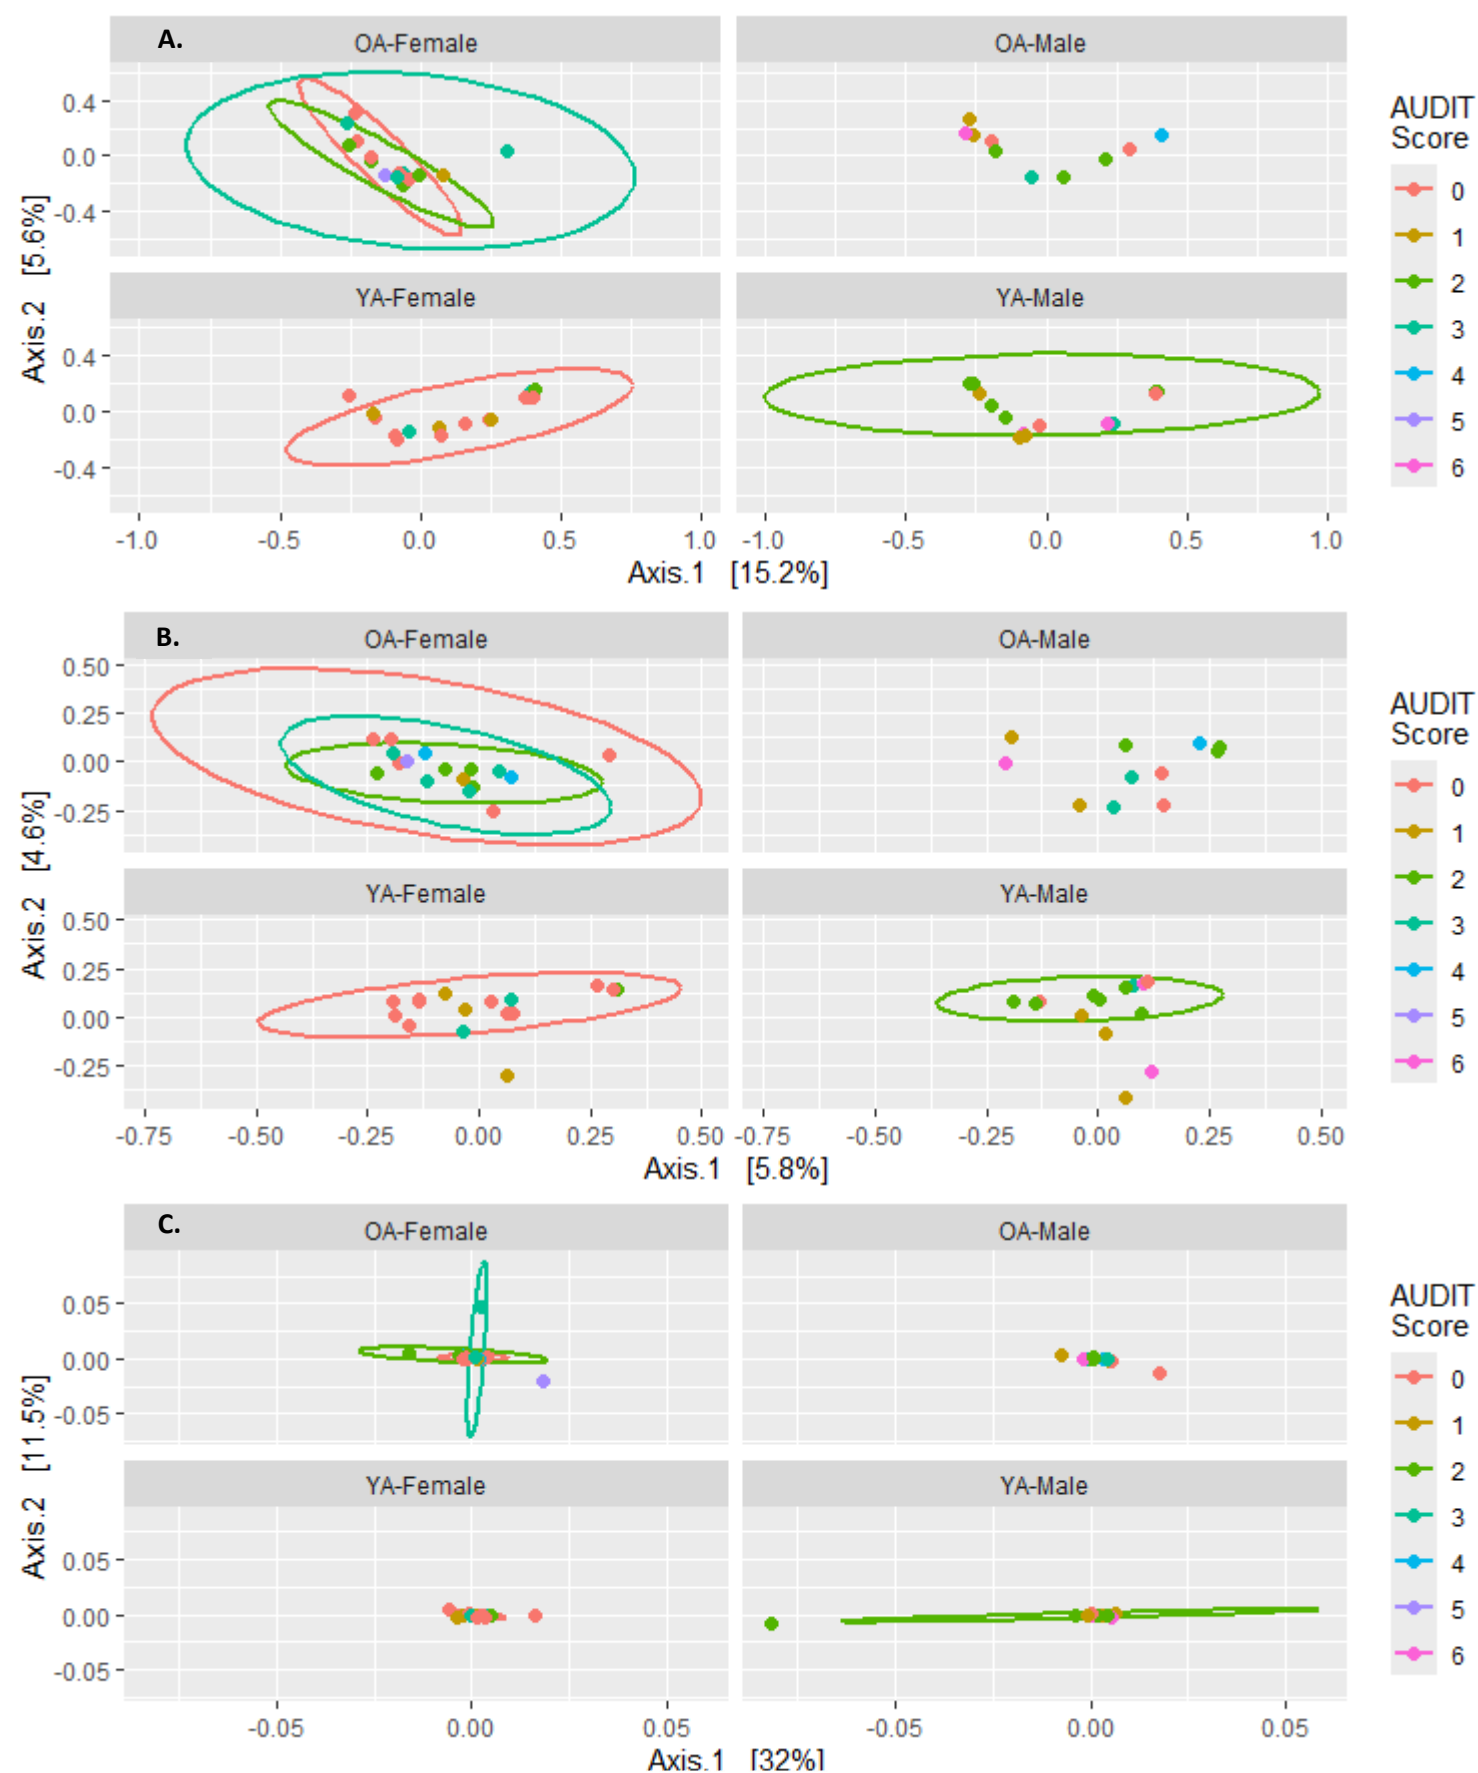 A.
OA-Female
OA-Male
0.4
0.0
-0.4
YA-Female
YA-Male
0.4
0.0
-0.4
-1.0 -0.5 0.0 0.5 1.0 -1.0 -0.5 0.0 0.5 1.0
Axis.1 [15.2%]
Axis.2 [5.6%]
AUDIT
Score
0
1
2
3
4
5
6
B.
OA-Female
OA-Male
0.50
0.25
0.00
-0.25
YA-Female
YA-Male
0.50
0.25
0.00
-0.25
-0.75 -0.50 -0.25 0.00 0.25 0.50 -0.75 -0.50 -0.25 0.00 0.25 0.50
Axis.1 [5.8%]
Axis.2 [4.6%]
AUDIT
Score
0
1
2
3
4
5
6
C.
OA-Female
OA-Male
0.05
0.00
-0.05
YA-Female
YA-Male
0.05
0.00
-0.05
-0.05 0.00 0.05 -0.05 0.00 0.05
Axis.1 [32%]
Axis.2 [11.5%]
AUDIT
Score
0
1
2
3
4
5
6